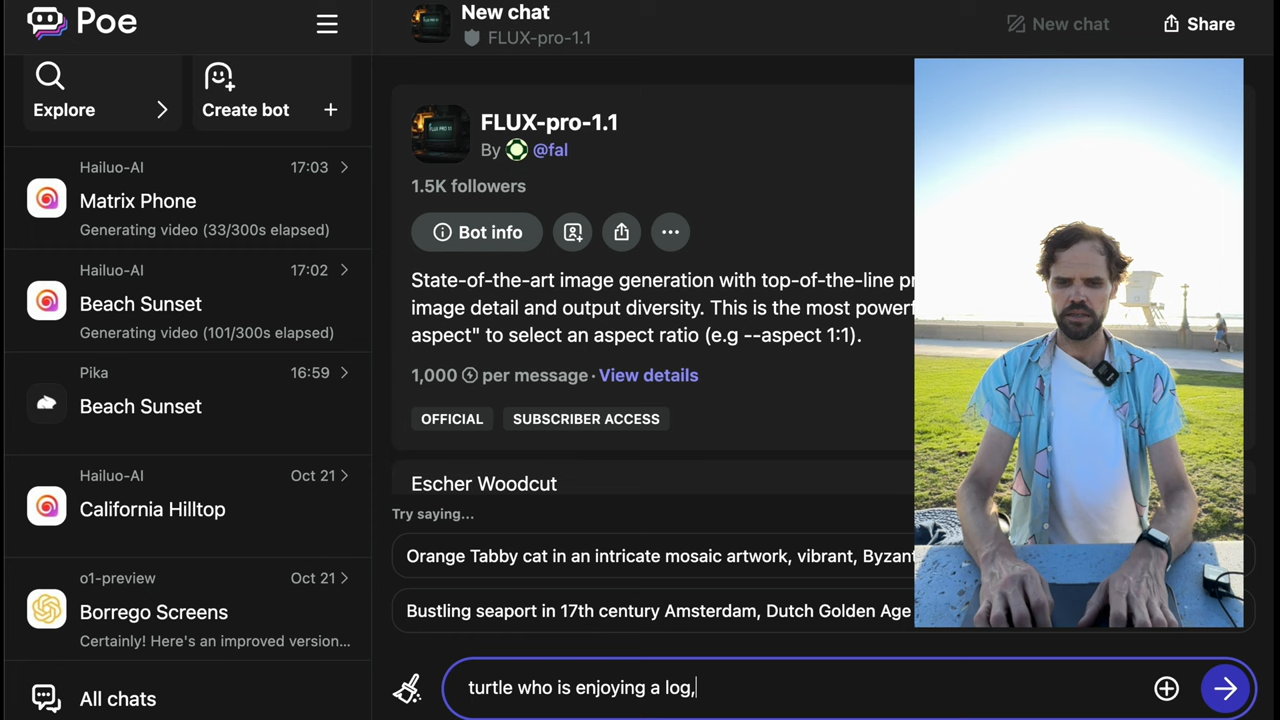 Poe
Explore
Create bot
Hailuo-AI 17:03
Matrix Phone
Generating video (33/300s elapsed)
Hailuo-AI 17:02
Beach Sunset
Generating video (101/300s elapsed)
Pika 16:59
Beach Sunset
Hailuo-AI Oct 21
California Hilltop
o1-preview Oct 21
Borrego Screens
Certainly! Here's an improved version...
All chats
New chat
FLUX-pro-1.1
New chat
Share
FLUX-pro-1.1
By @fal
1.5K followers
Bot info
State-of-the-art image generation with top-of-the-line
image detail and output diversity. This is the most
aspect" to select an aspect ratio (e.g --aspect 1:1).
1,000 per message · View details
OFFICIAL SUBSCRIBER ACCESS
Escher Woodcut
Try saying...
Orange Tabby cat in an intricate mosaic artwork, vibrant,
Bustling seaport in 17th century Amsterdam, Dutch Golden Age
turtle who is enjoying a log,